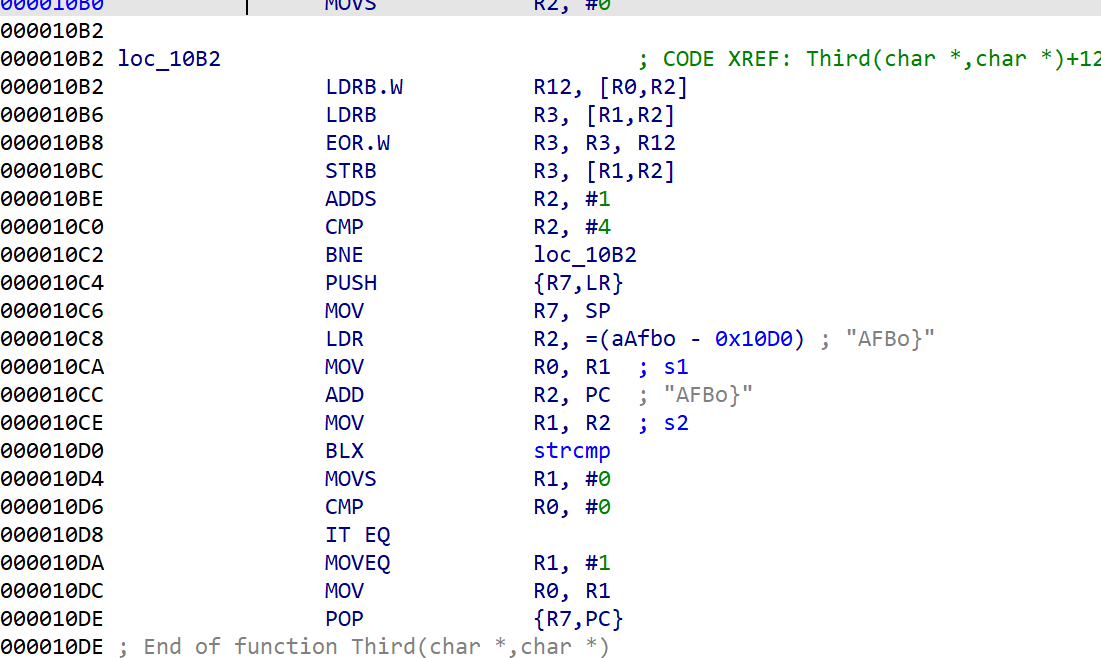 000010B0 MOVS R2, #0
000010B2
000010B2 loc_10B2 ; CODE XREF: Third(char *,char *)+12
000010B2 LDRB.W R12, [R0,R2]
000010B6 LDRB R3, [R1,R2]
000010B8 EOR.W R3, R3, R12
000010BC STRB R3, [R1,R2]
000010BE ADDS R2, #1
000010C0 CMP R2, #4
000010C2 BNE loc_10B2
000010C4 PUSH {R7,LR}
000010C6 MOV R7, SP
000010C8 LDR R2, =(aAfbo - 0x10D0) ; "AFBo}"
000010CA MOV R0, R1 ; s1
000010CC ADD R2, PC ; "AFBo}"
000010CE MOV R1, R2 ; s2
000010D0 BLX strcmp
000010D4 MOVS R1, #0
000010D6 CMP R0, #0
000010D8 IT EQ
000010DA MOVEQ R1, #1
000010DC MOV R0, R1
000010DE POP {R7,PC}
000010DE ; End of function Third(char *,char *)